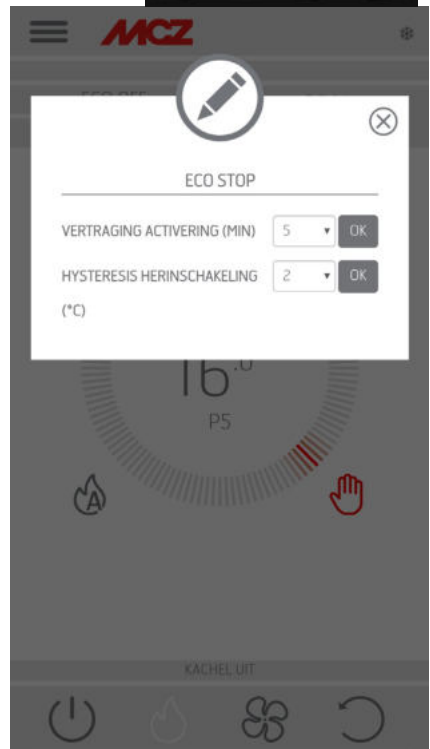 MCZ
ECO STOP
VERTRAGING ACTIVERING (MIN) 5 OK
HYSTERESIS HERINSCHAKELING 2 OK
(°C)
16.0
P5
A
KACHEL UIT